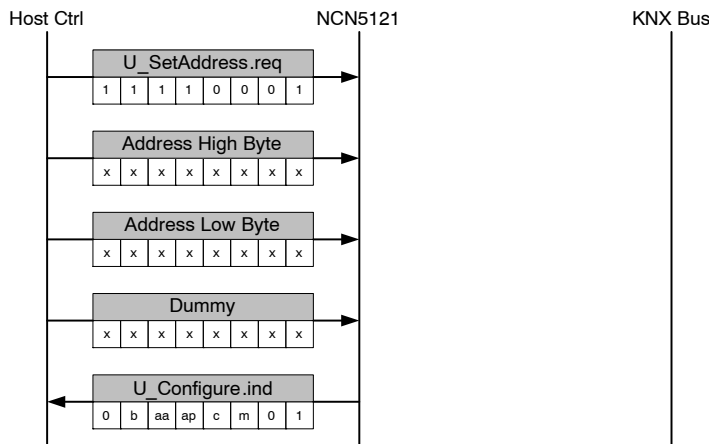 Host Ctrl NCN5121 KNX Bus
U_SetAddress.req
1 1 1 1 0 0 0 1
Address High Byte
x x x x x x x x
Address Low Byte
x x x x x x x x
Dummy
x x x x x x x x
U_Configure.ind
0 b aa ap c m 0 1